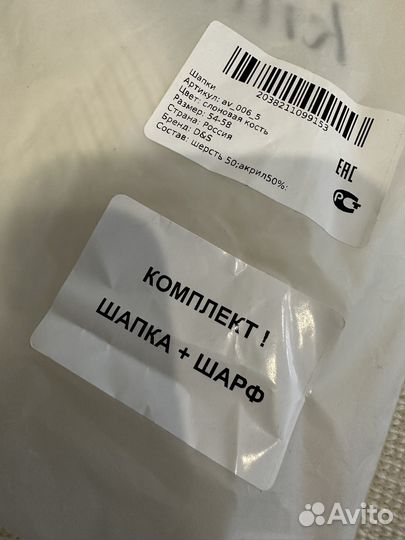 Шапки
Артикул: av_006_5
Цвет: слоновая кость
Размер: 54-58
Страна: Россия
Бренд: D&S
Состав: шерсть 50;акрил50%;
2038211099153
EAC
РС
КОМПЛЕКТ !
ШАПКА + ШАРФ
Avito